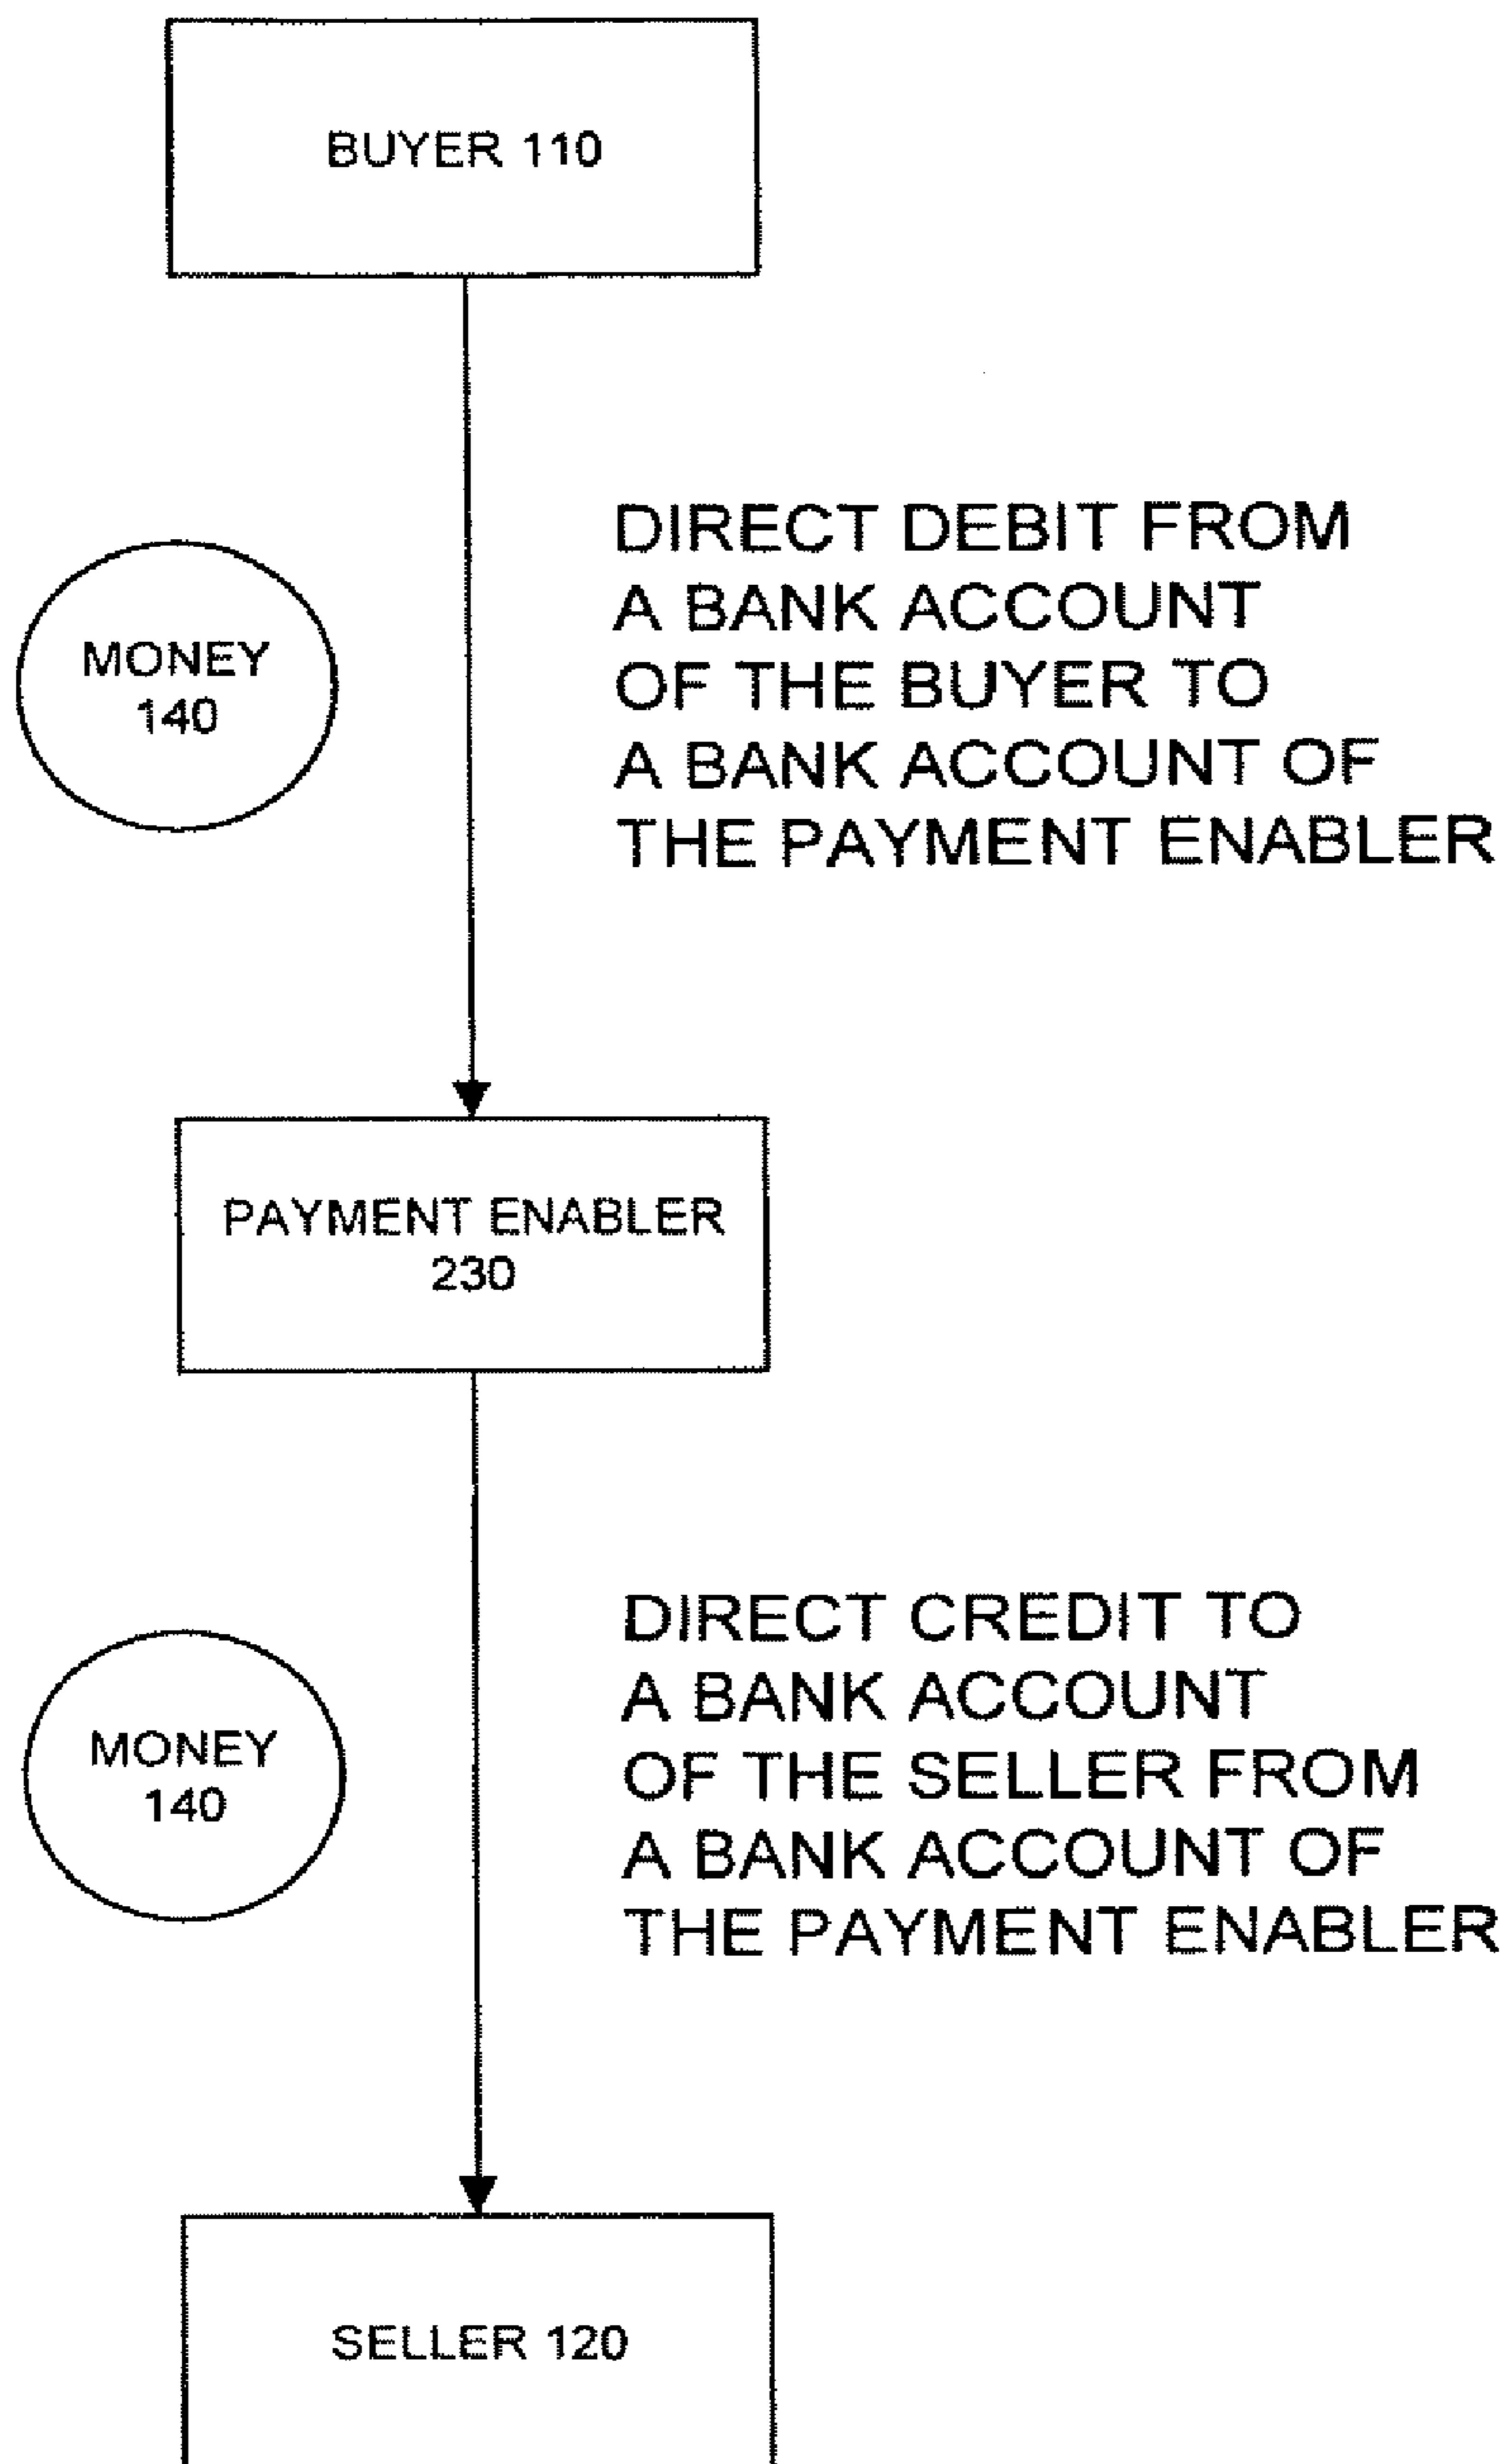 BUYER 110
MONEY
140
DIRECT DEBIT FROM
A BANK ACCOUNT
OF THE BUYER TO
A BANK ACCOUNT OF
THE PAYMENT ENABLER
PAYMENT ENABLER
230
MONEY
140
DIRECT CREDIT TO
A BANK ACCOUNT
OF THE SELLER FROM
A BANK ACCOUNT OF
THE PAYMENT ENABLER
SELLER 120